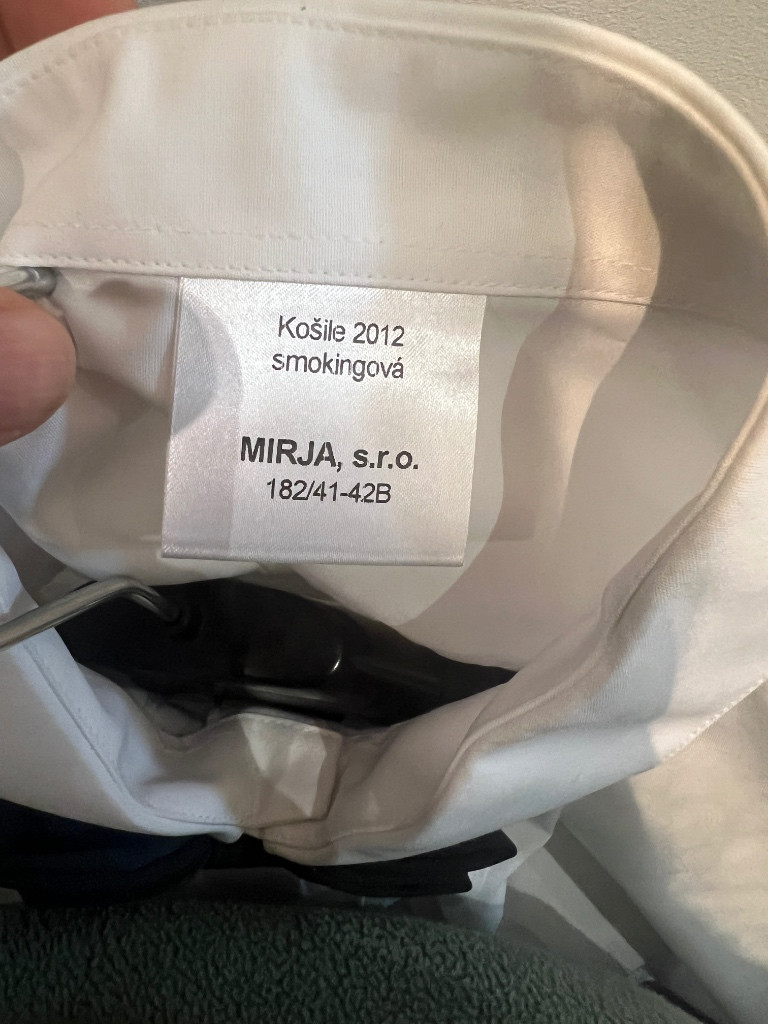 Košile 2012
smokingová
MIRJA, s.r.o.
182/41-42B